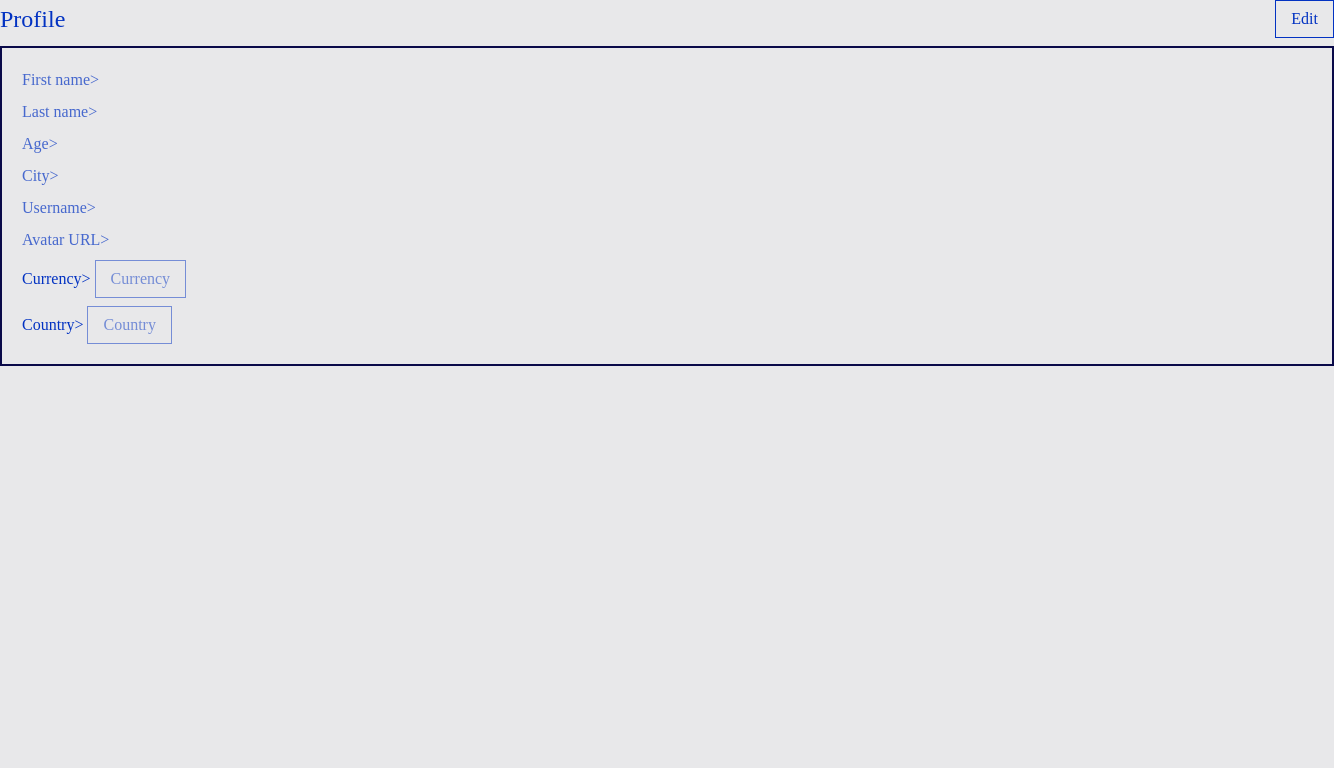 Profile
Edit
First name>
Last name>
Age>
City>
Username>
Avatar URL>
Currency> Currency
Country> Country